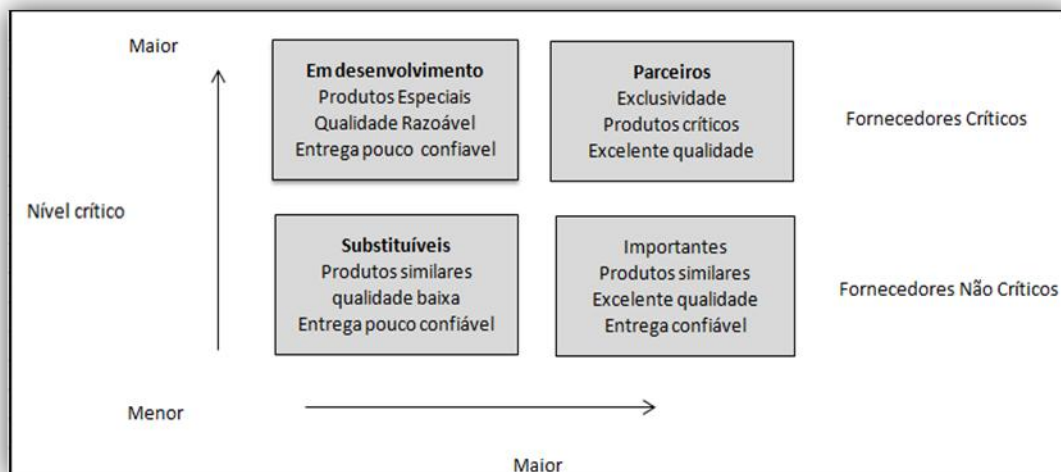 Maior
Em desenvolvimento
Produtos Especiais
Qualidade Razoável
Entrega pouco confiavel
Parceiros
Exclusividade
Produtos críticos
Excelente qualidade
Fornecedores Críticos
Nível crítico
Substituíveis
Produtos similares
qualidade baixa
Entrega pouco confiável
Importantes
Produtos similares
Excelente qualidade
Entrega confiável
Fornecedores Não Críticos
Menor
Maior